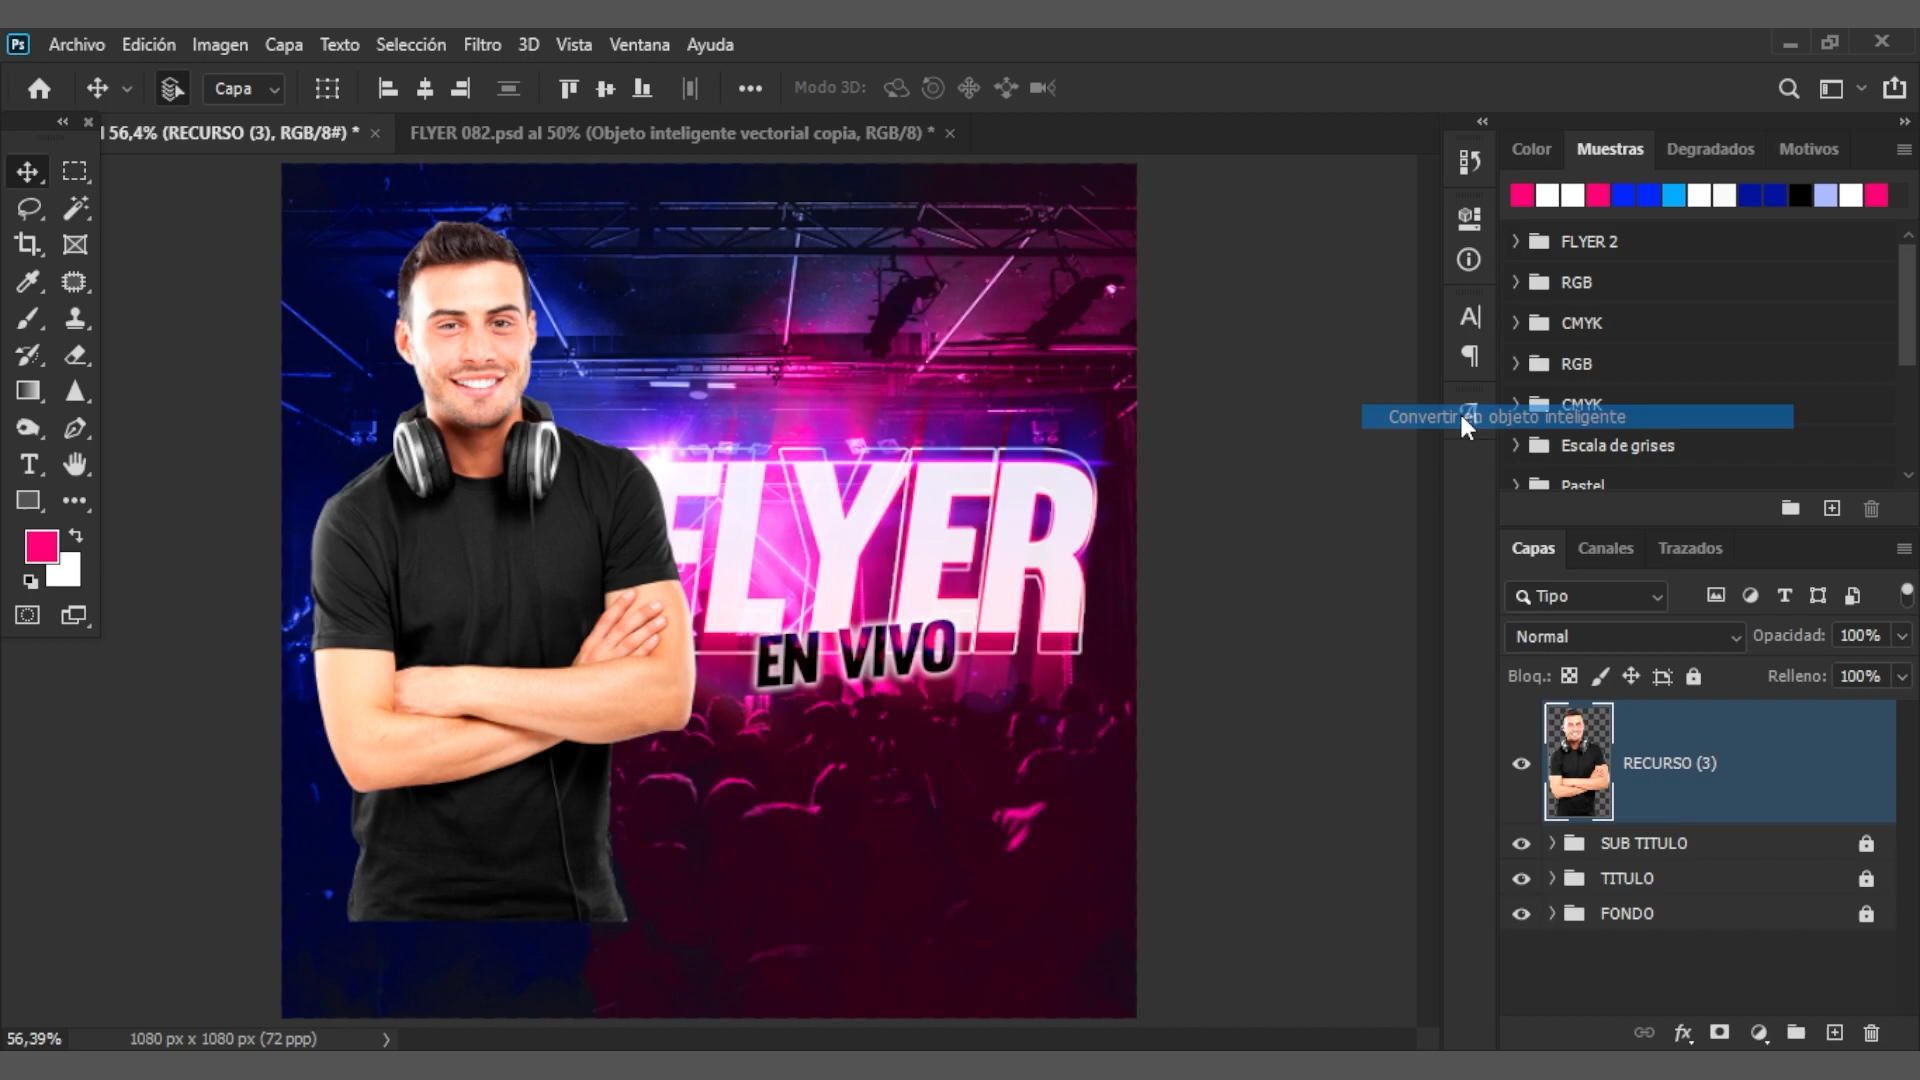 Ps Archivo Edición Imagen Capa Texto Selección Filtro 3D Vista Ventana Ayuda
Capa Modo 3D:
l 56,4% (RECURSO (3), RGB/8#) * FLYER 082.psd al 50% (Objeto inteligente vectorial copia, RGB/8) *
Color Muestras Degradados Motivos
FLYER 2
RGB
CMYK
RGB
CMYK
Convertir en objeto inteligente
Escala de grises
Pastel
FLYER
EN VIVO
Capas Canales Trazados
Tipo
Normal Opacidad: 100%
Bloq.: Relleno: 100%
RECURSO (3)
SUB TITULO
TITULO
FONDO
56,39% 1080 px x 1080 px (72 ppp)